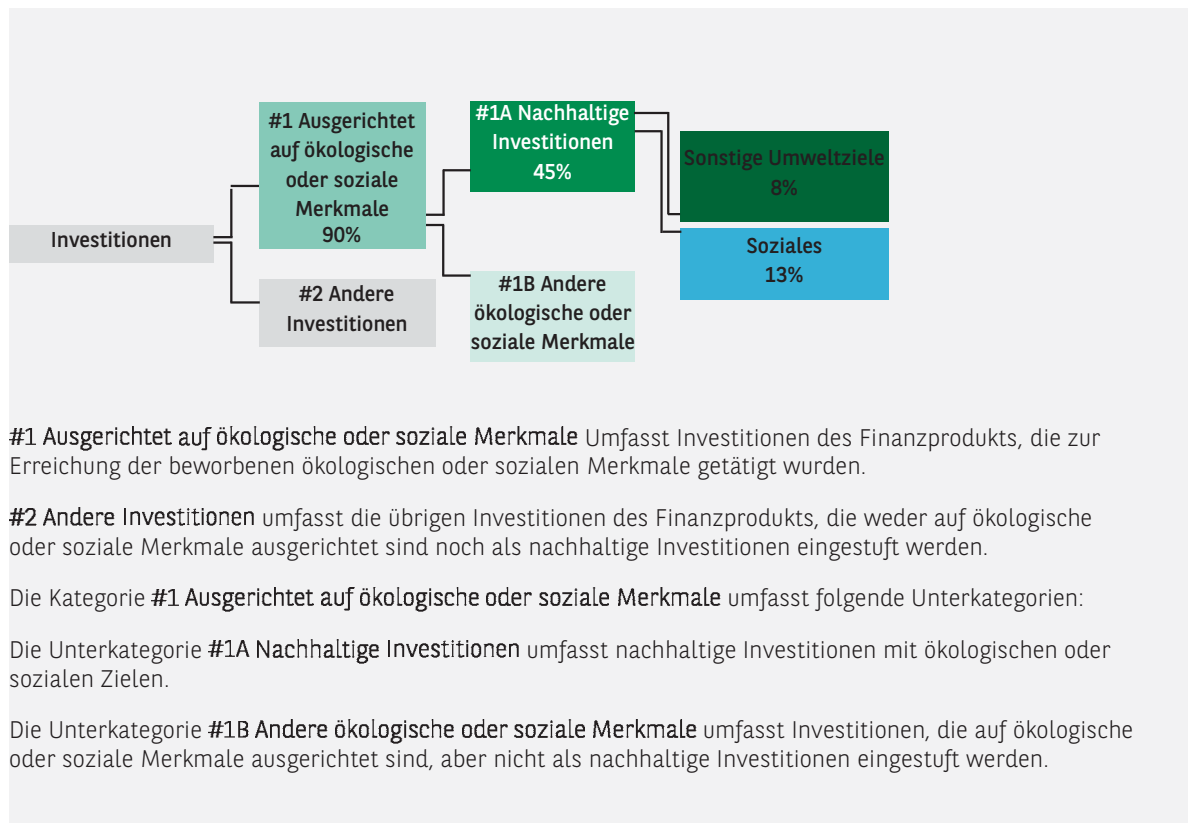 #1 Ausgerichtet
auf ökologische
oder soziale
Merkmale
90%
#1A Nachhaltige
Investitionen
45%
Sonstige Umweltziele
8%
Investitionen
Soziales
13%
#2 Andere
Investitionen
#1B Andere
ökologische oder
soziale Merkmale
#1 Ausgerichtet auf ökologische oder soziale Merkmale Umfasst Investitionen des Finanzprodukts, die zur
Erreichung der beworbenen ökologischen oder sozialen Merkmale getätigt wurden.
#2 Andere Investitionen umfasst die übrigen Investitionen des Finanzprodukts, die weder auf ökologische
oder soziale Merkmale ausgerichtet sind noch als nachhaltige Investitionen eingestuft werden.
Die Kategorie #1 Ausgerichtet auf ökologische oder soziale Merkmale umfasst folgende Unterkategorien:
Die Unterkategorie #1A Nachhaltige Investitionen umfasst nachhaltige Investitionen mit ökologischen oder
sozialen Zielen.
Die Unterkategorie #1B Andere ökologische oder soziale Merkmale umfasst Investitionen, die auf ökologische
oder soziale Merkmale ausgerichtet sind, aber nicht als nachhaltige Investitionen eingestuft werden.